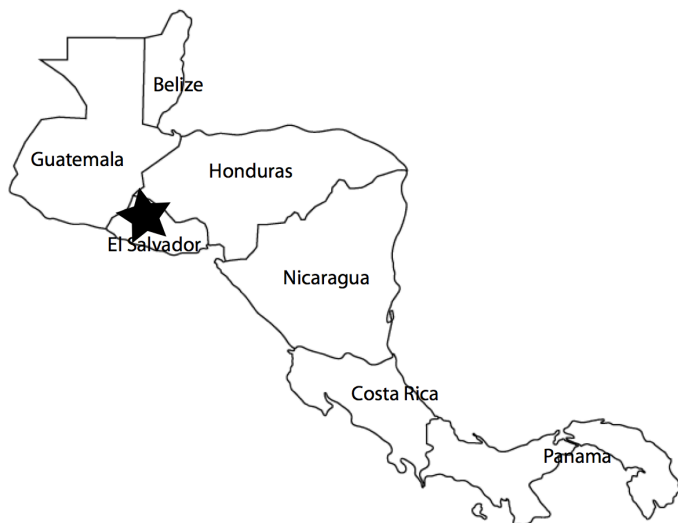 Belize
Guatemala
Honduras
El Salvador
Nicaragua
Costa Rica
Panama